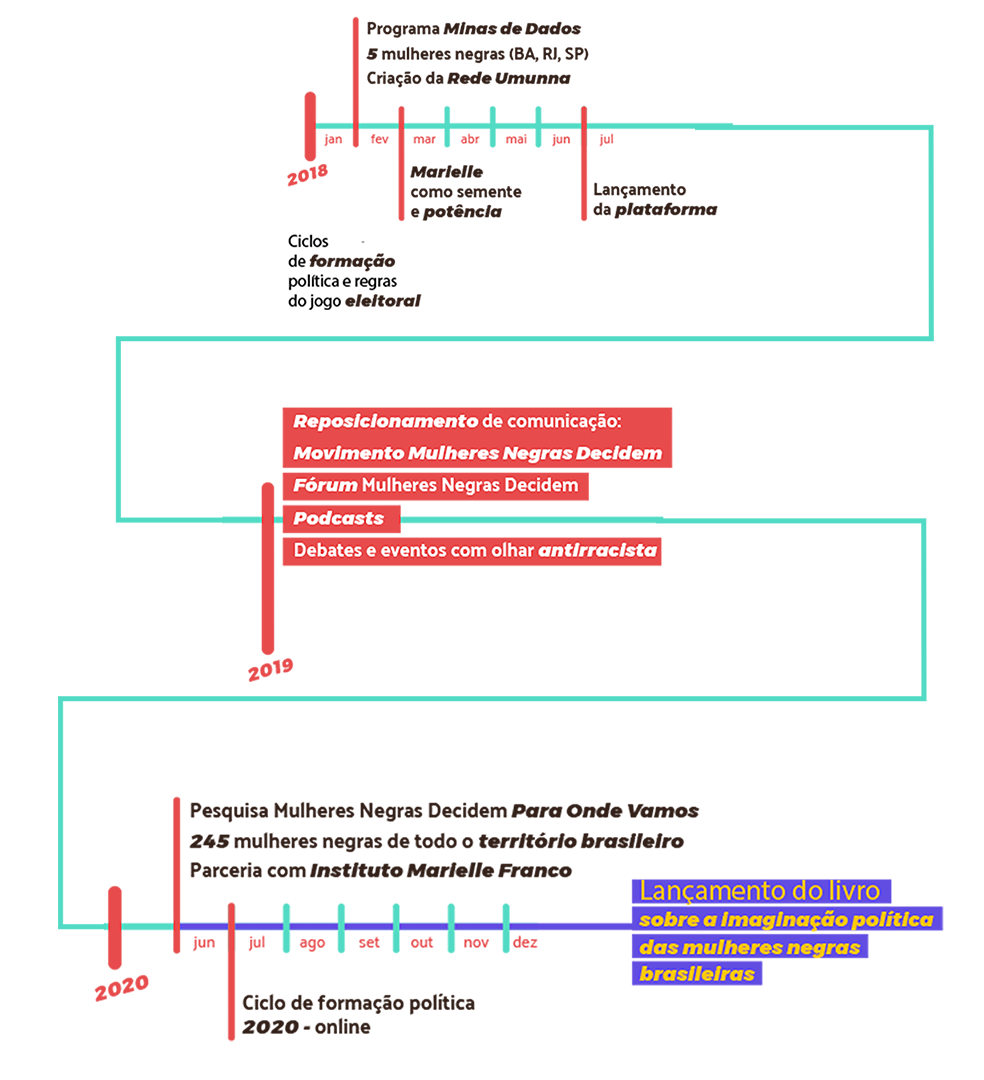 Programa Minas de Dados
5 mulheres negras (BA, RJ, SP)
Criação da Rede Umunna
jan fev mar abr mai jun jul
2018
Marielle
como semente
e potência
Lançamento
da plataforma
Ciclos
de formação
política e regras
do jogo eleitoral
Reposicionamento de comunicação:
Movimento Mulheres Negras Decidem
Fórum Mulheres Negras Decidem
Podcasts
Debates e eventos com olhar antirracista
2019
Pesquisa Mulheres Negras Decidem Para Onde Vamos
245 mulheres negras de todo o território brasileiro
Parceria com Instituto Marielle Franco
jun jul ago set out nov dez
2020
Lançamento do livro
sobre a imaginação política
das mulheres negras
brasileiras
Ciclo de formação política
2020 - online